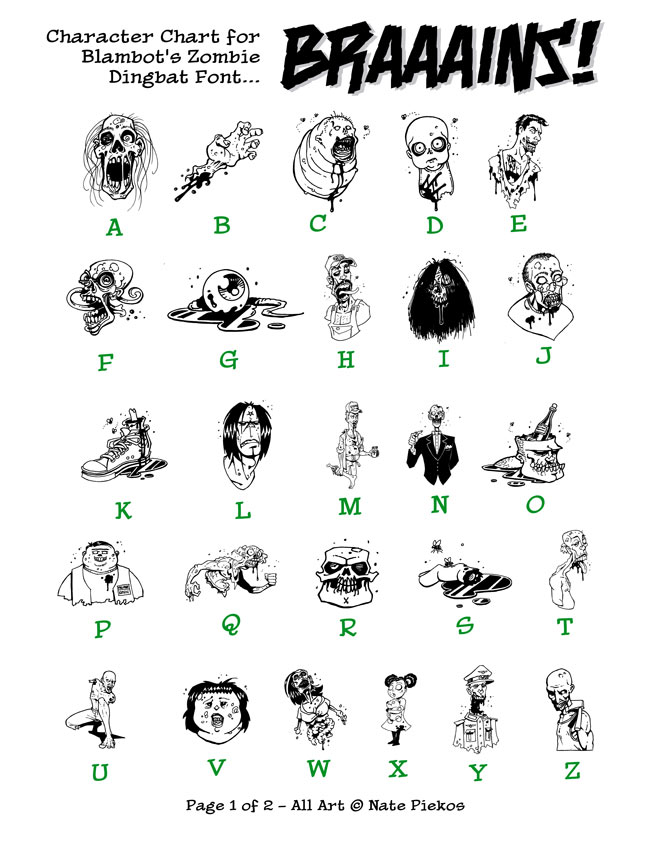 Character Chart for
Blambot's Zombie
Dingbat Font...
BRAAAINS!
A B C D E
F G H I J
K L M N O
P Q R S T
U V W X Y Z
Page 1 of 2 – All Art © Nate Piekos